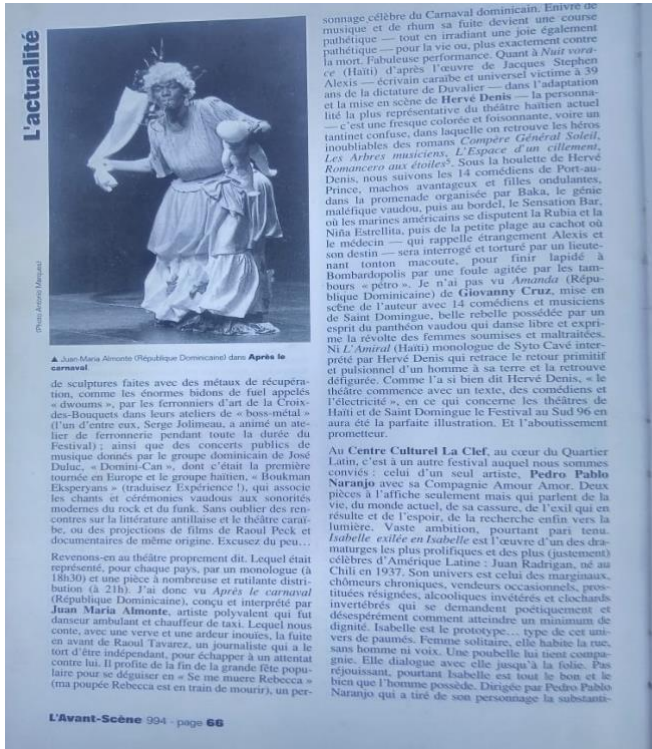 L'actualité
(Photo Antonio Marquez)
▲ Juan-Maria Almonte (République Dominicaine) dans Après le
carnaval.
de sculptures faites avec des métaux de récupéra-
tion, comme les énormes bidons de fuel appelés
« dwoums », par les ferronniers d'art de la Croix-
des-Bouquets dans leurs ateliers de « boss-métal »
(l'un d'entre eux, Serge Jolimeau, a animé un ate-
lier de ferronnerie pendant toute la durée du
Festival) ; ainsi que des concerts publics de
musique donnés par le groupe dominicain de José
Duluc, « Domini-Can », dont c'était la première
tournée en Europe et le groupe haïtien, « Boukman
Eksperyans » (traduisez Expérience !), qui associe
les chants et cérémonies vaudous aux sonorités
modernes du rock et du funk. Sans oublier des ren-
contres sur la littérature antillaise et le théâtre caraï-
be, ou des projections de films de Raoul Peck et
documentaires de même origine. Excusez du peu…
Revenons-en au théâtre proprement dit. Lequel était
représenté, pour chaque pays, par un monologue (à
18h30) et une pièce à nombreuse et rutilante distri-
bution (à 21h). J'ai donc vu Après le carnaval
(République Dominicaine), conçu et interprété par
Juan Maria Almonte, artiste polyvalent qui fut
danseur ambulant et chauffeur de taxi. Lequel nous
conte, avec une verve et une ardeur inouïes, la fuite
en avant de Raoul Tavarez, un journaliste qui a le
tort d'être indépendant, pour échapper à un attentat
contre lui. Il profite de la fin de la grande fête popu-
laire pour se déguiser en « Se me muere Rebecca »
(ma poupée Rebecca est en train de mourir), un per-
sonnage célèbre du Carnaval dominicain. Enivré de
musique et de rhum sa fuite devient une course
pathétique — tout en irradiant une joie également
pathétique — pour la vie ou, plus exactement contre
la mort. Fabuleuse performance. Quant à Nuit vora-
ce (Haïti) d'après l'œuvre de Jacques Stephen
Alexis — écrivain caraïbe et universel victime à 39
ans de la dictature de Duvalier — dans l'adaptation
et la mise en scène de Hervé Denis — la personna-
lité la plus représentative du théâtre haïtien actuel
— c'est une fresque colorée et foisonnante, voire un
tantinet confuse, dans laquelle on retrouve les héros
inoubliables des romans Compère Général Soleil,
Les Arbres musiciens, L'Espace d'un cillement,
Romancero aux étoiles. Sous la houlette de Hervé
Denis, nous suivons les 14 comédiens de Port-au-
Prince, machos avantageux et filles ondulantes,
dans la promenade organisée par Baka, le génie
maléfique vaudou, puis au bordel, le Sensation Bar,
où les marines américains se disputent la Rubia et la
Niña Estrellita, puis de la petite plage au cachot où
le médecin — qui rappelle étrangement Alexis et
son destin — sera interrogé et torturé par un lieute-
nant tonton macoute, pour finir lapidé à
Bombardopolis par une foule agitée par les tam-
bours « pétro ». Je n'ai pas vu Amanda (Répu-
blique Dominicaine) de Giovanny Cruz, mise en
scène de l'auteur avec 14 comédiens et musiciens
de Saint Domingue, belle rebelle possédée par un
esprit du panthéon vaudou qui danse libre et expri-
me la révolte des femmes soumises et maltraitées.
Ni L'Amiral (Haïti) monologue de Syto Cavé inter-
prété par Hervé Denis qui retrace le retour primitif
et pulsionnel d'un homme à sa terre et la retrouve
défigurée. Comme l'a si bien dit Hervé Denis, « le
théâtre commence avec un texte, des comédiens et
l'électricité », en ce qui concerne les théâtres de
Haïti et de Saint Domingue le Festival au Sud 96 en
aura été la parfaite illustration. Et l'aboutissement
prometteur.
Au Centre Culturel La Clef, au cœur du Quartier
Latin, c'est à un autre festival auquel nous sommes
conviés : celui d'un seul artiste, Pedro Pablo
Naranjo avec sa Compagnie Amour Amor. Deux
pièces à l'affiche seulement mais qui parlent de la
vie, du monde actuel, de sa cassure, de l'exil qui en
résulte et de l'espoir, de la recherche enfin vers la
lumière. Vaste ambition, pourtant pari tenu.
Isabelle exilée en Isabelle est l'œuvre d'un des dra-
maturges les plus prolifiques et des plus (justement)
célèbres d'Amérique Latine : Juan Radrigan, né au
Chili en 1937. Son univers est celui des marginaux,
chômeurs chroniques, vendeurs occasionnels, pros-
tituées résignées, alcooliques invétérés et clochards
invertébrés qui se demandent poétiquement et
désespérément comment atteindre un minimum de
dignité. Isabelle est le prototype… type de cet uni-
vers de paumés. Femme solitaire, elle habite la rue,
sans homme ni voix. Une poubelle lui tient compa-
gnie. Elle dialogue avec elle jusqu'à la folie. Pas
réjouissant, pourtant Isabelle est tout le bon et le
bien que l'homme possède. Dirigée par Pedro Pablo
Naranjo qui a tiré de son personnage la substanti-
L'Avant-Scène 994 - page 66